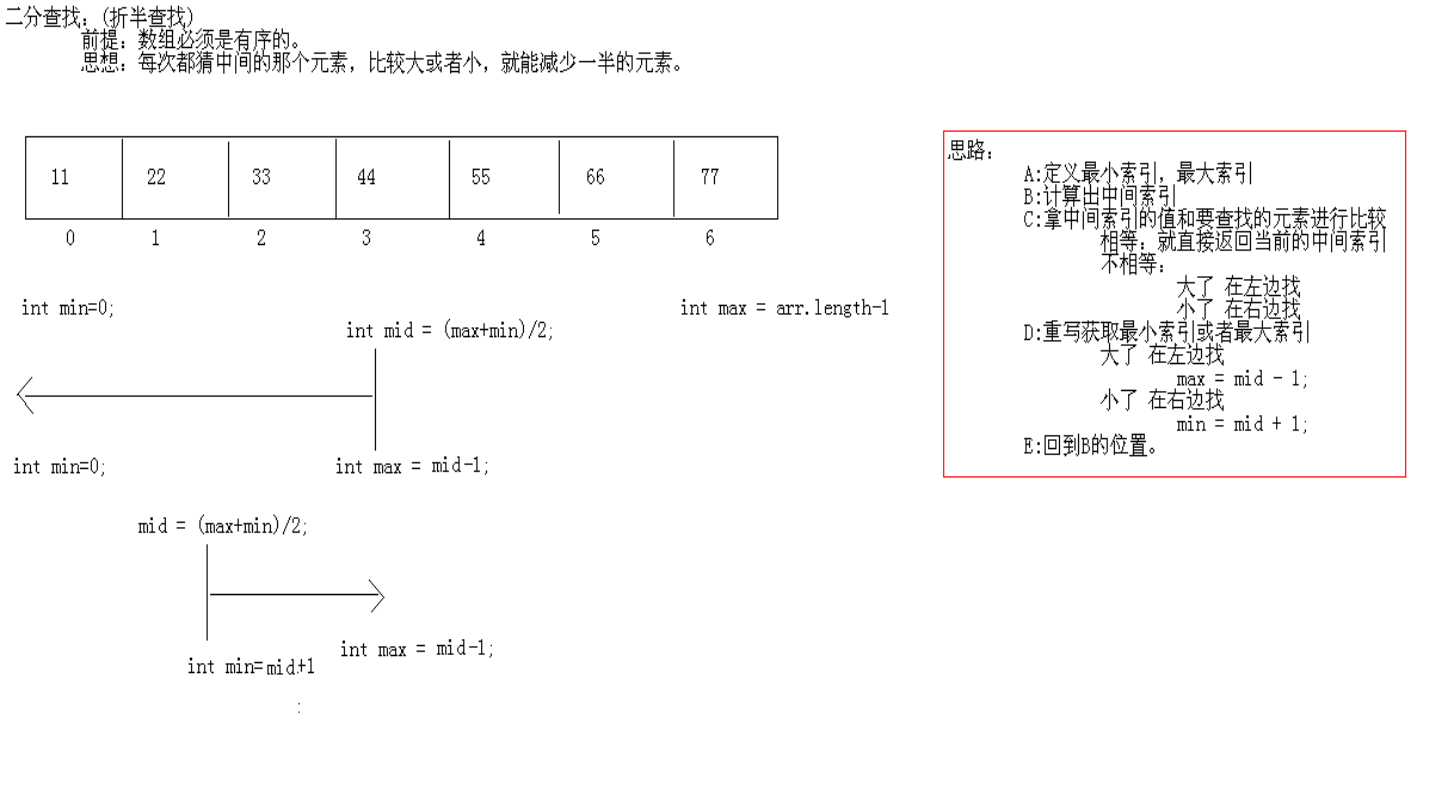 二分查找：(折半查找)
前提：数组必须是有序的。
思想：每次都猜中间的那个元素，比较大或者小，就能减少一半的元素。
11 22 33 44 55 66 77
0 1 2 3 4 5 6
int min=0;
int max = arr.length-1
int mid = (max+min)/2;
int min=0;
int max = mid-1;
mid = (max+min)/2;
int max = mid-1;
int min=mid+1
:
思路：
A:定义最小索引，最大索引
B:计算出中间索引
C:拿中间索引的值和要查找的元素进行比较
相等：就直接返回当前的中间索引
不相等：
大了 在左边找
小了 在右边找
D:重写获取最小索引或者最大索引
大了 在左边找
max = mid - 1;
小了 在右边找
min = mid + 1;
E:回到B的位置。